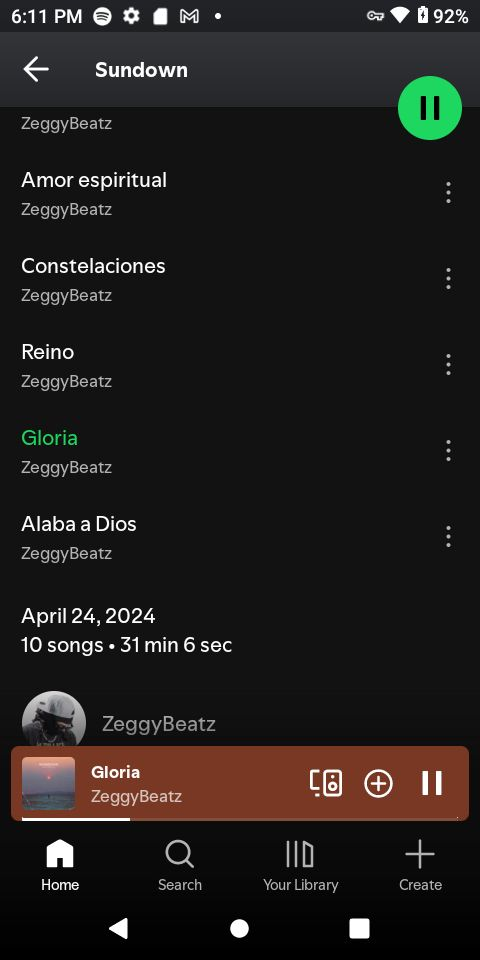 6:11 PM
92%
Sundown
ZeggyBeatz
Amor espiritual
ZeggyBeatz
Constelaciones
ZeggyBeatz
Reino
ZeggyBeatz
Gloria
ZeggyBeatz
Alaba a Dios
ZeggyBeatz
April 24, 2024
10 songs • 31 min 6 sec
ZeggyBeatz
Gloria
ZeggyBeatz
Home
Search
Your Library
Create